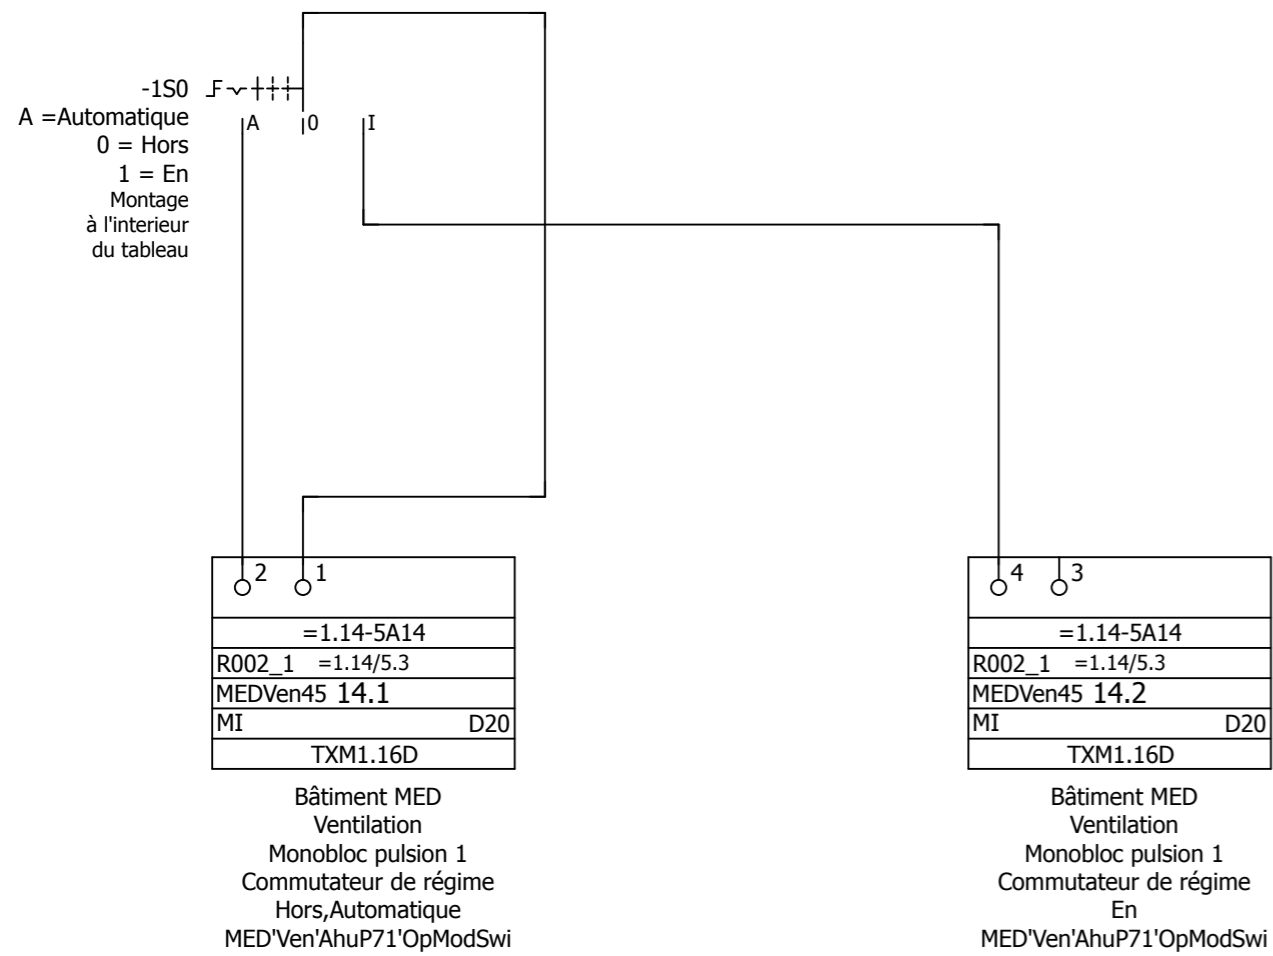 -1S0
A =Automatique
0 = Hors
1 = En
Montage
à l'interieur
du tableau
A
0
I
2 1
=1.14-5A14
R002_1 =1.14/5.3
MEDVen45 14.1
MI D20
TXM1.16D
Bâtiment MED
Ventilation
Monobloc pulsion 1
Commutateur de régime
Hors,Automatique
MED'Ven'AhuP71'OpModSwi
4 3
=1.14-5A14
R002_1 =1.14/5.3
MEDVen45 14.2
MI D20
TXM1.16D
Bâtiment MED
Ventilation
Monobloc pulsion 1
Commutateur de régime
En
MED'Ven'AhuP71'OpModSwi